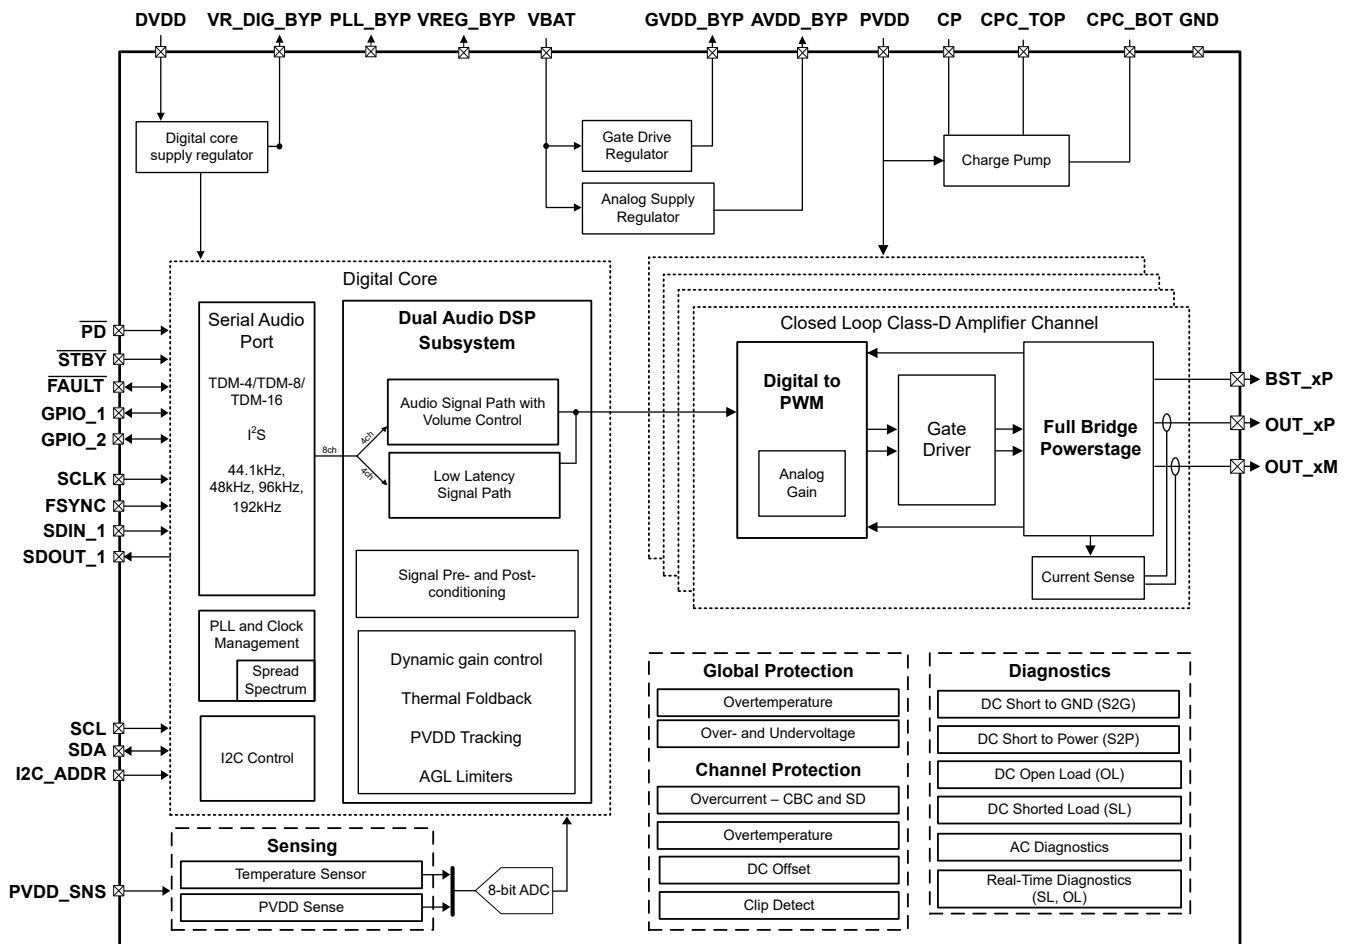 DVDD VR_DIG_BYP PLL_BYP VREG_BYP VBAT GVDD_BYP AVDD_BYP PVDD CP CPC_TOP CPC_BOT GND
Digital core
supply regulator
Gate Drive
Regulator
Analog Supply
Regulator
Charge Pump
PD
STBY
FAULT
GPIO_1
GPIO_2
SCLK
FSYNC
SDIN_1
SDOUT_1
SCL
SDA
I2C_ADDR
PVDD_SNS
Digital Core
Serial Audio
Port
TDM-4/TDM-8/
TDM-16
I2S
44.1kHz,
48kHz, 96kHz,
192kHz
8ch
4ch
4ch
Dual Audio DSP
Subsystem
Audio Signal Path with
Volume Control
Low Latency
Signal Path
Signal Pre- and Post-
conditioning
Dynamic gain control
Thermal Foldback
PVDD Tracking
AGL Limiters
PLL and Clock
Management
Spread
Spectrum
I2C Control
Sensing
Temperature Sensor
PVDD Sense
8-bit ADC
Closed Loop Class-D Amplifier Channel
Digital to
PWM
Analog
Gain
Gate
Driver
Full Bridge
Powerstage
Current Sense
BST_xP
OUT_xP
OUT_xM
Global Protection
Overtemperature
Over- and Undervoltage
Channel Protection
Overcurrent – CBC and SD
Overtemperature
DC Offset
Clip Detect
Diagnostics
DC Short to GND (S2G)
DC Short to Power (S2P)
DC Open Load (OL)
DC Shorted Load (SL)
AC Diagnostics
Real-Time Diagnostics
(SL, OL)